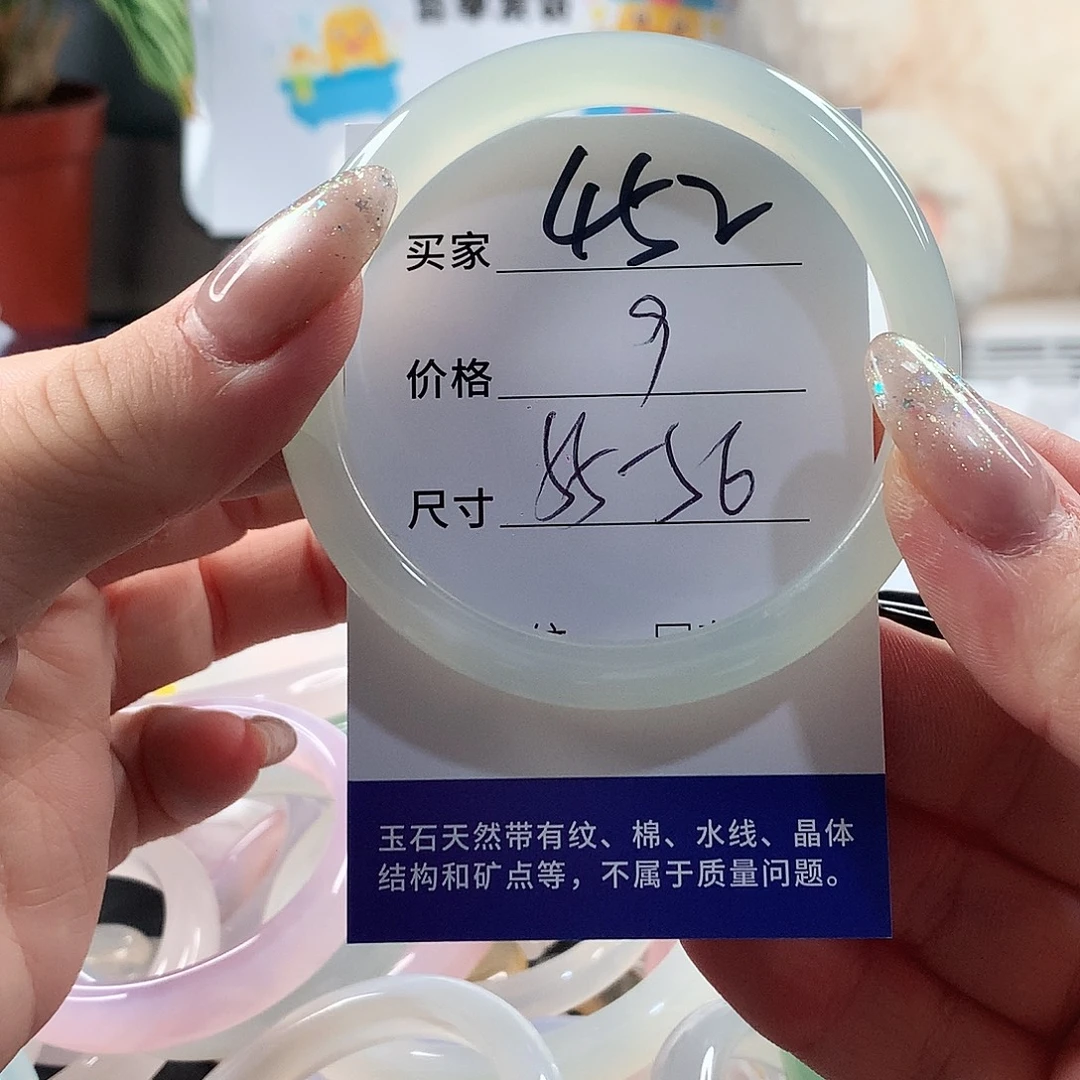 买家 452
价格 9
尺寸 55-56
玉石天然带有纹、棉、水线、晶体
结构和矿点等，不属于质量问题。